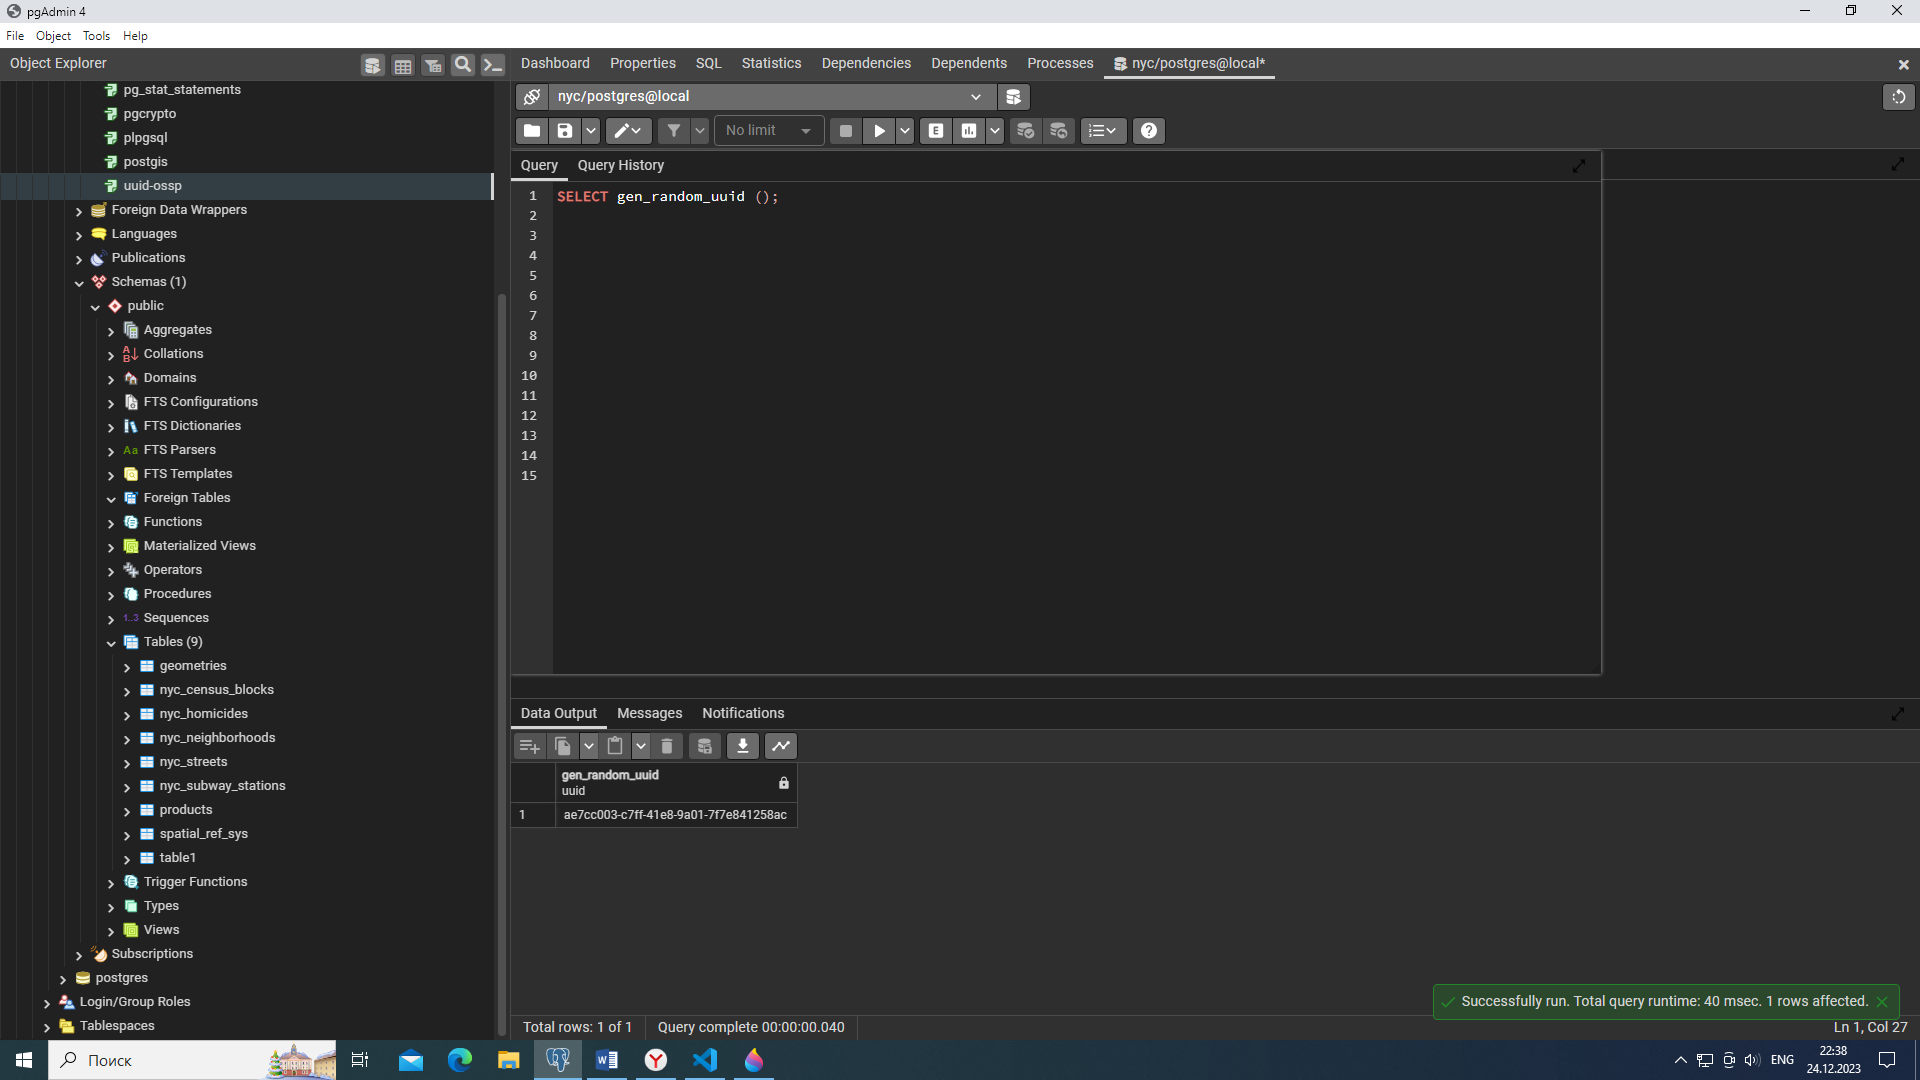 pgAdmin 4
File Object Tools Help
Object Explorer
Dashboard Properties SQL Statistics Dependencies Dependents Processes nyc/postgres@local*
pg_stat_statements
pgcrypto
plpgsql
postgis
uuid-ossp
Foreign Data Wrappers
Languages
Publications
Schemas (1)
public
Aggregates
Collations
Domains
FTS Configurations
FTS Dictionaries
Aa FTS Parsers
FTS Templates
Foreign Tables
Functions
Materialized Views
Operators
Procedures
1..3 Sequences
Tables (9)
geometries
nyc_census_blocks
nyc_homicides
nyc_neighborhoods
nyc_streets
nyc_subway_stations
products
spatial_ref_sys
table1
Trigger Functions
Types
Views
Subscriptions
postgres
Login/Group Roles
Tablespaces
nyc/postgres@local
No limit
E
Query Query History
1 SELECT gen_random_uuid ();
2
3
4
5
6
7
8
9
10
11
12
13
14
15
Data Output Messages Notifications
gen_random_uuid
uuid
1 ae7cc003-c7ff-41e8-9a01-7f7e841258ac
Successfully run. Total query runtime: 40 msec. 1 rows affected.
Total rows: 1 of 1 Query complete 00:00:00.040 Ln 1, Col 27
Поиск
ENG
22:38
24.12.2023